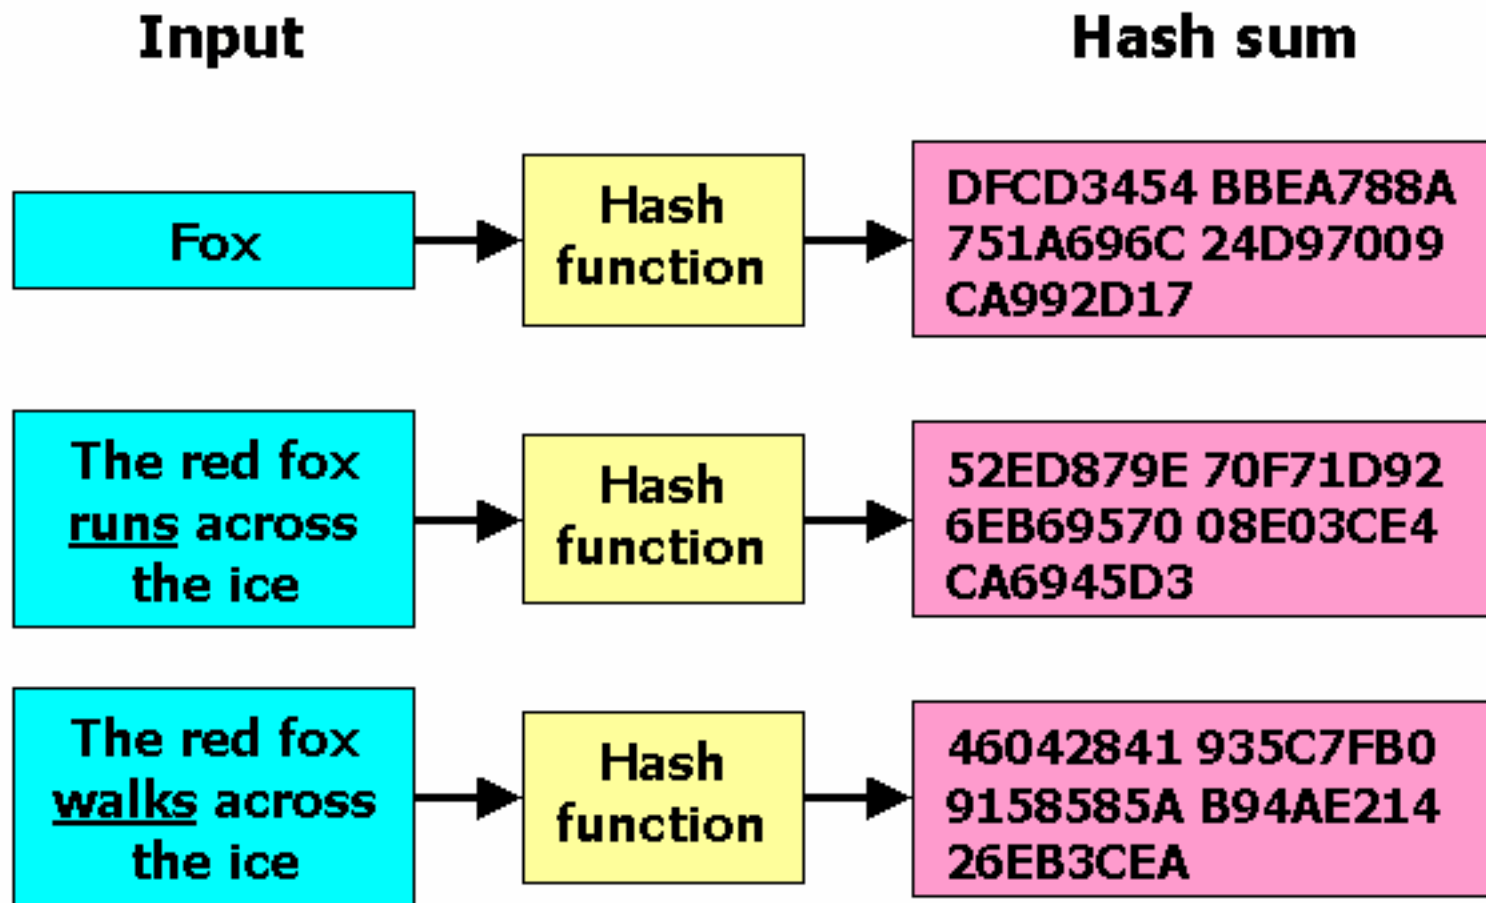 Input
Hash sum
Fox
Hash
function
DFCD3454 BBEA788A
751A696C 24D97009
CA992D17
The red fox
runs across
the ice
Hash
function
52ED879E 70F71D92
6EB69570 08E03CE4
CA6945D3
The red fox
walks across
the ice
Hash
function
46042841 935C7FB0
9158585A B94AE214
26EB3CEA